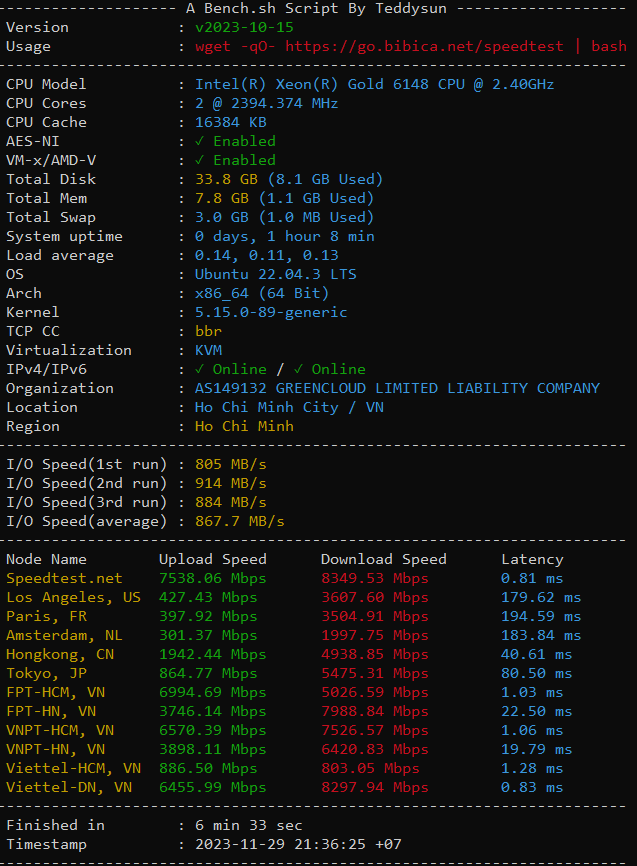 -------------------- A Bench.sh Script By Teddysun -------------------
Version : v2023-10-15
Usage : wget -qO- https://go.bibica.net/speedtest | bash
----------------------------------------------------------------------
CPU Model : Intel(R) Xeon(R) Gold 6148 CPU @ 2.40GHz
CPU Cores : 2 @ 2394.374 MHz
CPU Cache : 16384 KB
AES-NI : ✓ Enabled
VM-x/AMD-V : ✓ Enabled
Total Disk : 33.8 GB (8.1 GB Used)
Total Mem : 7.8 GB (1.1 GB Used)
Total Swap : 3.0 GB (1.0 MB Used)
System uptime : 0 days, 1 hour 8 min
Load average : 0.14, 0.11, 0.13
OS : Ubuntu 22.04.3 LTS
Arch : x86_64 (64 Bit)
Kernel : 5.15.0-89-generic
TCP CC : bbr
Virtualization : KVM
IPv4/IPv6 : ✓ Online / ✓ Online
Organization : AS149132 GREENCLOUD LIMITED LIABILITY COMPANY
Location : Ho Chi Minh City / VN
Region : Ho Chi Minh
----------------------------------------------------------------------
I/O Speed(1st run) : 805 MB/s
I/O Speed(2nd run) : 914 MB/s
I/O Speed(3rd run) : 884 MB/s
I/O Speed(average) : 867.7 MB/s
----------------------------------------------------------------------
Node Name Upload Speed Download Speed Latency
Speedtest.net 7538.06 Mbps 8349.53 Mbps 0.81 ms
Los Angeles, US 427.43 Mbps 3607.60 Mbps 179.62 ms
Paris, FR 397.92 Mbps 3504.91 Mbps 194.59 ms
Amsterdam, NL 301.37 Mbps 1997.75 Mbps 183.84 ms
Hongkong, CN 1942.44 Mbps 4938.85 Mbps 40.61 ms
Tokyo, JP 864.77 Mbps 5475.31 Mbps 80.50 ms
FPT-HCM, VN 6994.69 Mbps 5026.59 Mbps 1.03 ms
FPT-HN, VN 3746.14 Mbps 7988.84 Mbps 22.50 ms
VNPT-HCM, VN 6570.39 Mbps 7526.57 Mbps 1.06 ms
VNPT-HN, VN 3898.11 Mbps 6420.83 Mbps 19.79 ms
Viettel-HCM, VN 886.50 Mbps 803.05 Mbps 1.28 ms
Viettel-DN, VN 6455.99 Mbps 8297.94 Mbps 0.83 ms
----------------------------------------------------------------------
Finished in : 6 min 33 sec
Timestamp : 2023-11-29 21:36:25 +07
----------------------------------------------------------------------